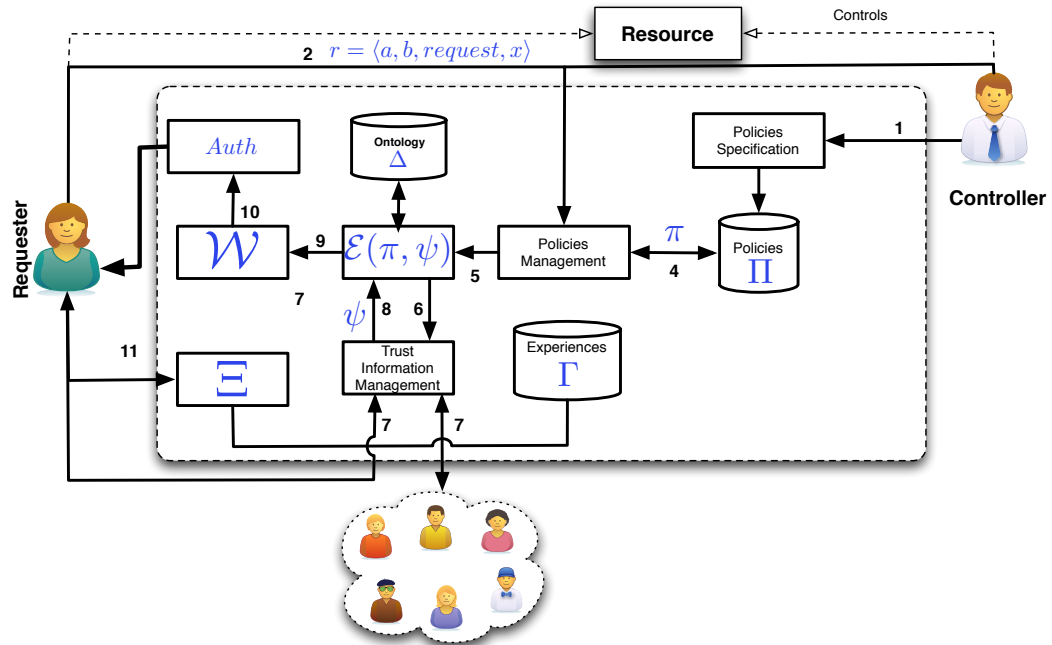 Controls
Resource
2 r = ⟨a, b, request, x⟩
1
Policies
Specification
Auth
Ontology
Δ
Controller
Requester
10
W
9
ℰ(π, ψ)
5
Policies
Management
π
4
Policies
Π
7
ψ
8
6
11
Ξ
Trust
Information
Management
Experiences
Γ
7
7